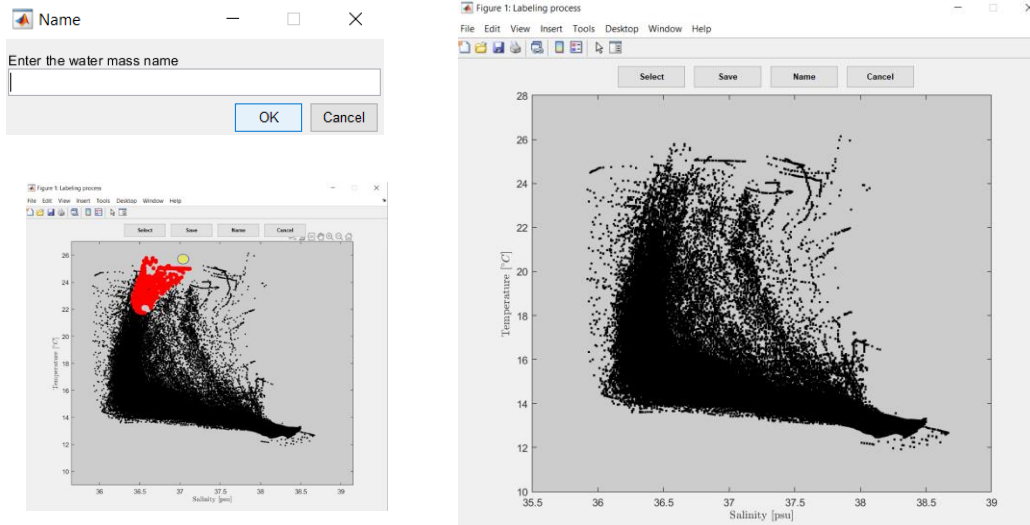 Name
Enter the water mass name
OK Cancel
Figure 1: Labeling process
File Edit View Insert Tools Desktop Window Help
Select Save Name Cancel
26
24
22
20
18
16
14
12
10
Temperature [°C]
36 36.5 37 37.5 38 38.5 39
Salinity [psu]
Figure 1: Labeling process
File Edit View Insert Tools Desktop Window Help
Select Save Name Cancel
28
26
24
22
20
18
16
14
12
10
Temperature [°C]
35.5 36 36.5 37 37.5 38 38.5 39
Salinity [psu]